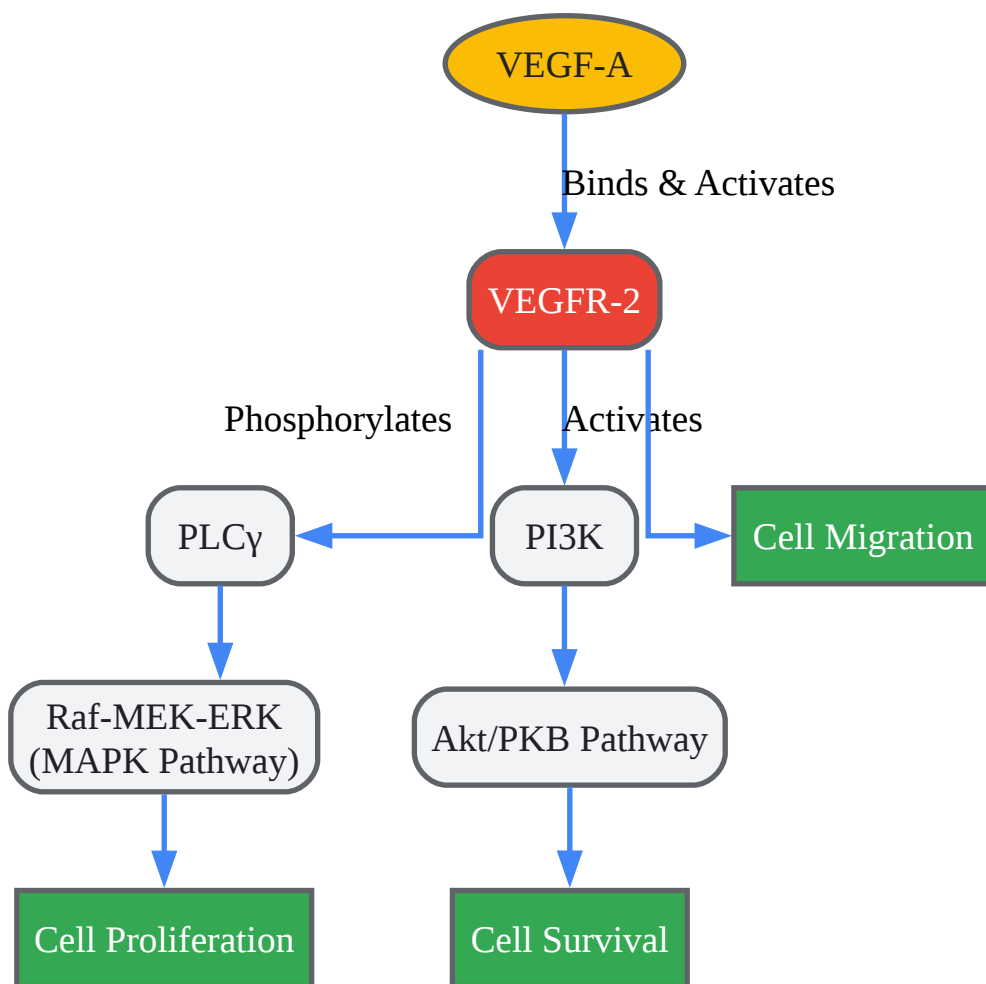 VEGF-A
Binds & Activates
VEGFR-2
Phosphorylates
Activates
PLCγ
PI3K
Cell Migration
Raf-MEK-ERK
(MAPK Pathway)
Akt/PKB Pathway
Cell Proliferation
Cell Survival